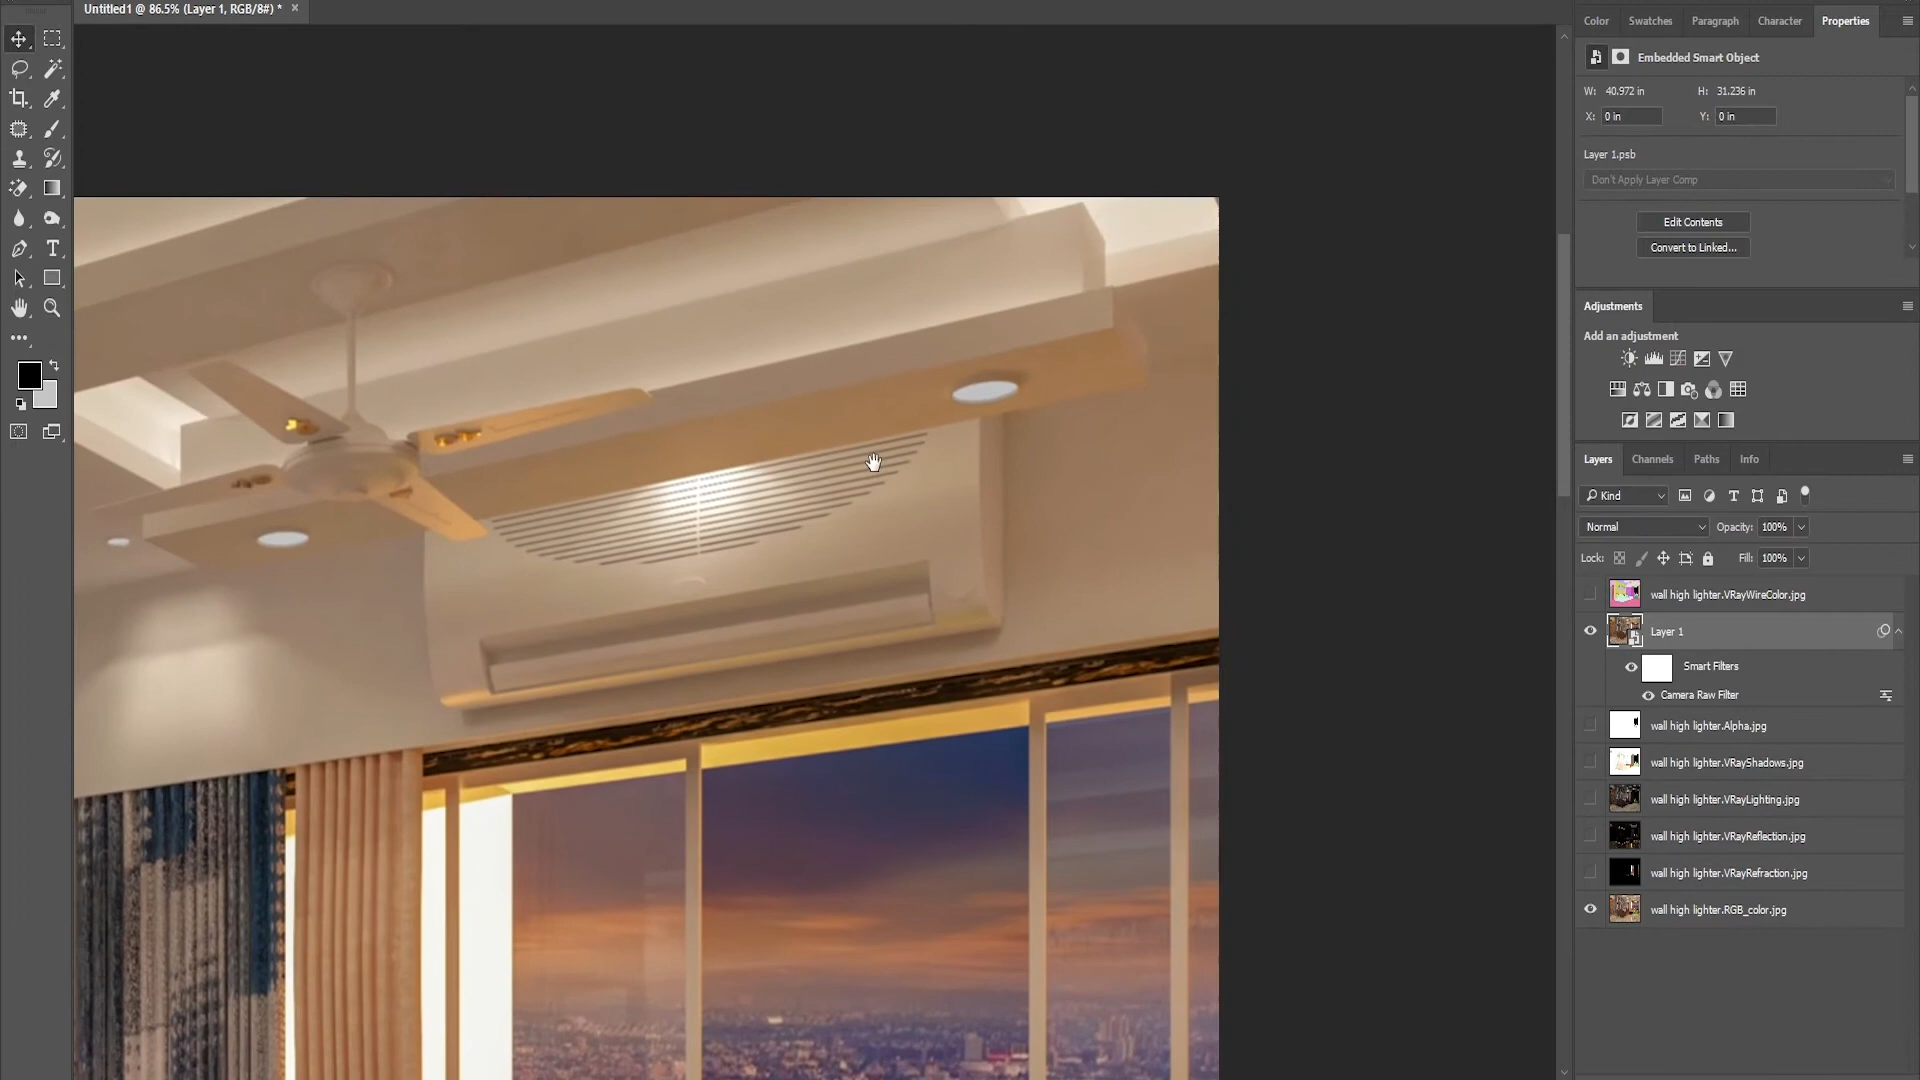 Untitled1 @ 86.5% (Layer 1, RGB/8#) * ×
Color Swatches Paragraph Character Properties
Embedded Smart Object
W: 40.972 in H: 31.236 in
X: 0 in Y: 0 in
Layer 1.psb
Don't Apply Layer Comp
Edit Contents
Convert to Linked...
Adjustments
Add an adjustment
Layers Channels Paths Info
Kind
Normal Opacity: 100%
Lock: Fill: 100%
wall high lighter.VRayWireColor.jpg
Layer 1
Smart Filters
Camera Raw Filter
wall high lighter.Alpha.jpg
wall high lighter.VRayShadows.jpg
wall high lighter.VRayLighting.jpg
wall high lighter.VRayReflection.jpg
wall high lighter.VRayRefraction.jpg
wall high lighter.RGB_color.jpg